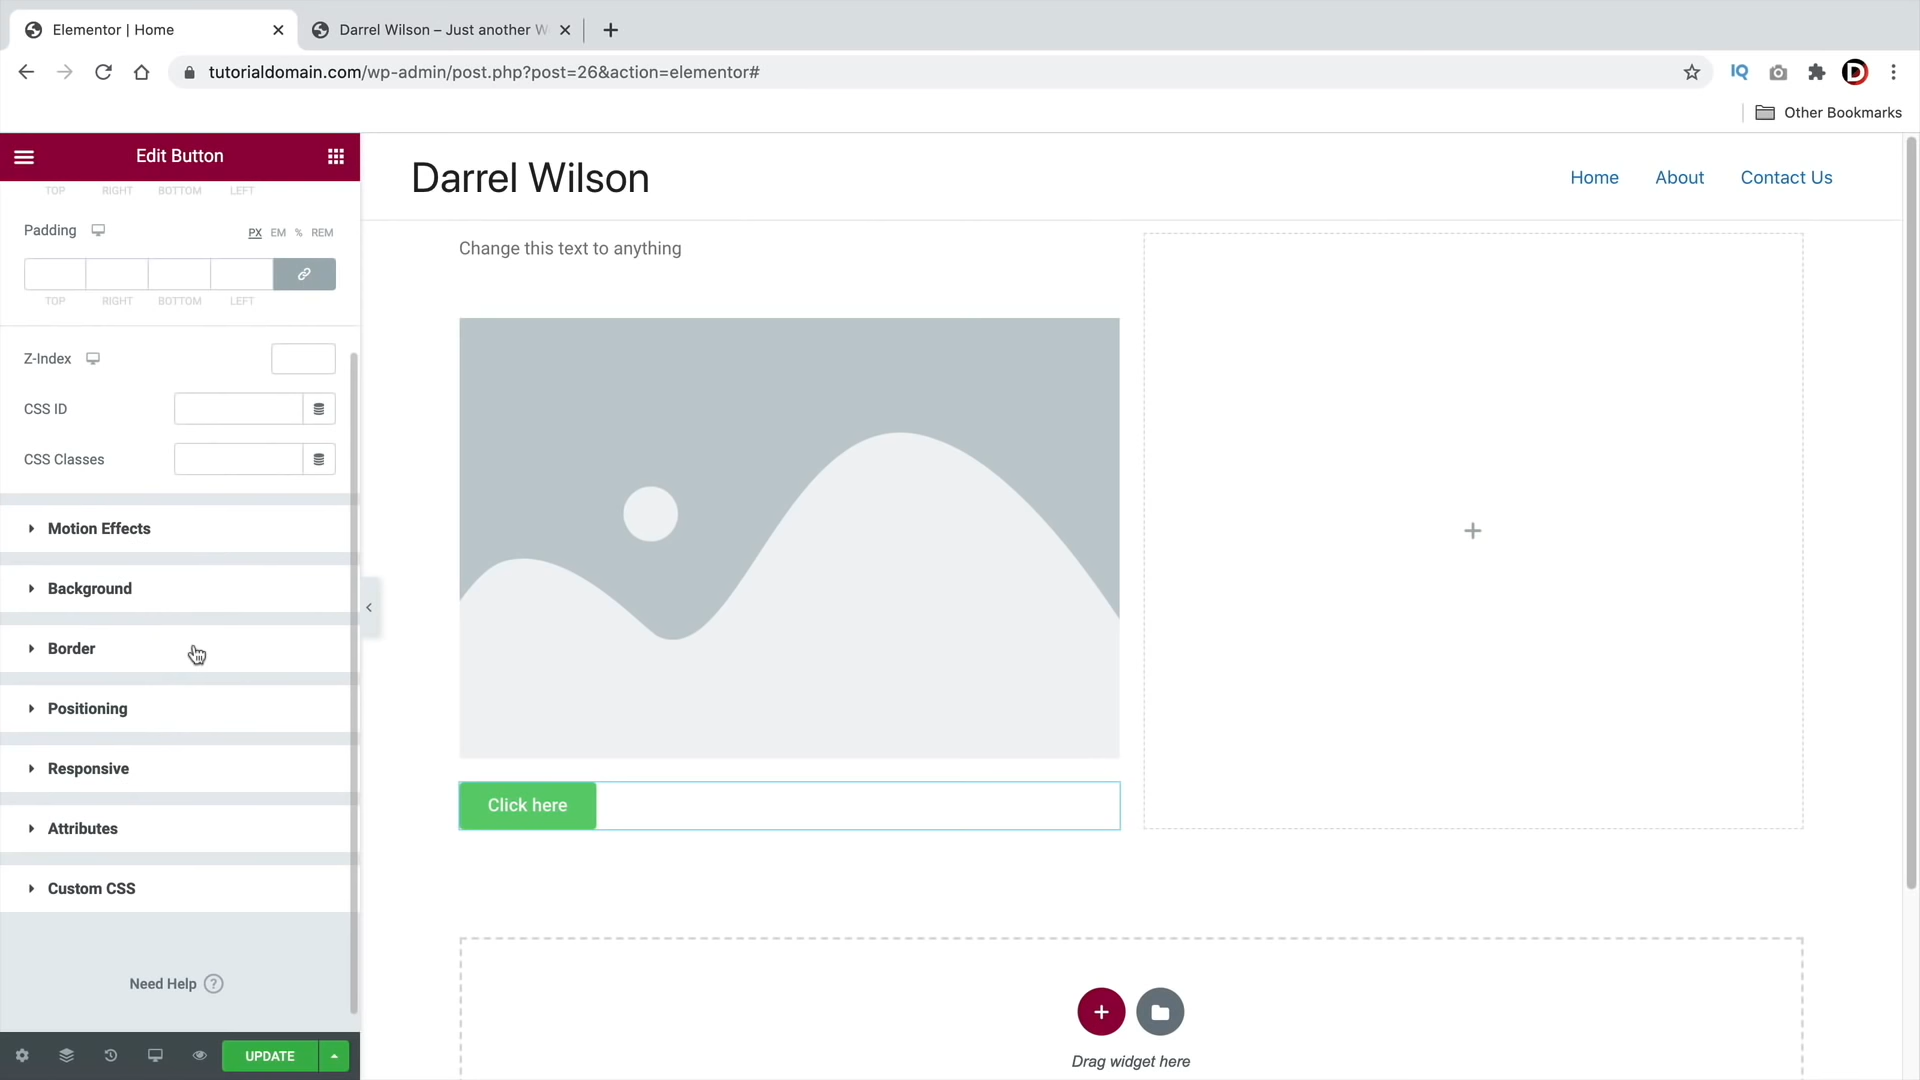 Elementor | Home
Darrel Wilson – Just another W
tutorialdomain.com/wp-admin/post.php?post=26&action=elementor#
IQ
D
Other Bookmarks
Edit Button
TOP RIGHT BOTTOM LEFT
Padding PX EM % REM
TOP RIGHT BOTTOM LEFT
Z-Index
CSS ID
CSS Classes
Motion Effects
Background
Border
Positioning
Responsive
Attributes
Custom CSS
Need Help ?
UPDATE
Darrel Wilson
Home About Contact Us
Change this text to anything
Click here
Drag widget here